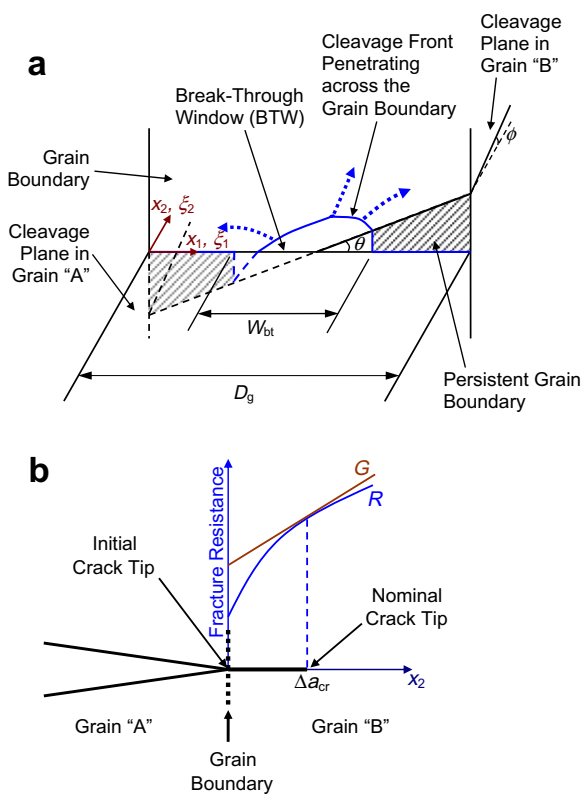 a
Cleavage Front
Penetrating
across the
Grain Boundary
Cleavage
Plane in
Grain “B”
Break-Through
Window (BTW)
Grain
Boundary
ϕ
x2, ξ2
x1, ξ1
θ
Cleavage
Plane in
Grain “A”
Wbt
Dg
Persistent Grain
Boundary
b
Fracture Resistance
G
R
Initial
Crack Tip
Nominal
Crack Tip
Δacr
x2
Grain “A”
Grain “B”
Grain
Boundary